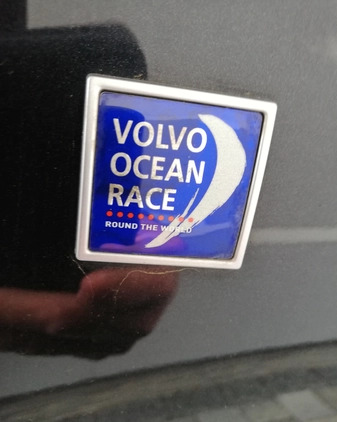 VOLVO
OCEAN
RACE
ROUND THE WORLD